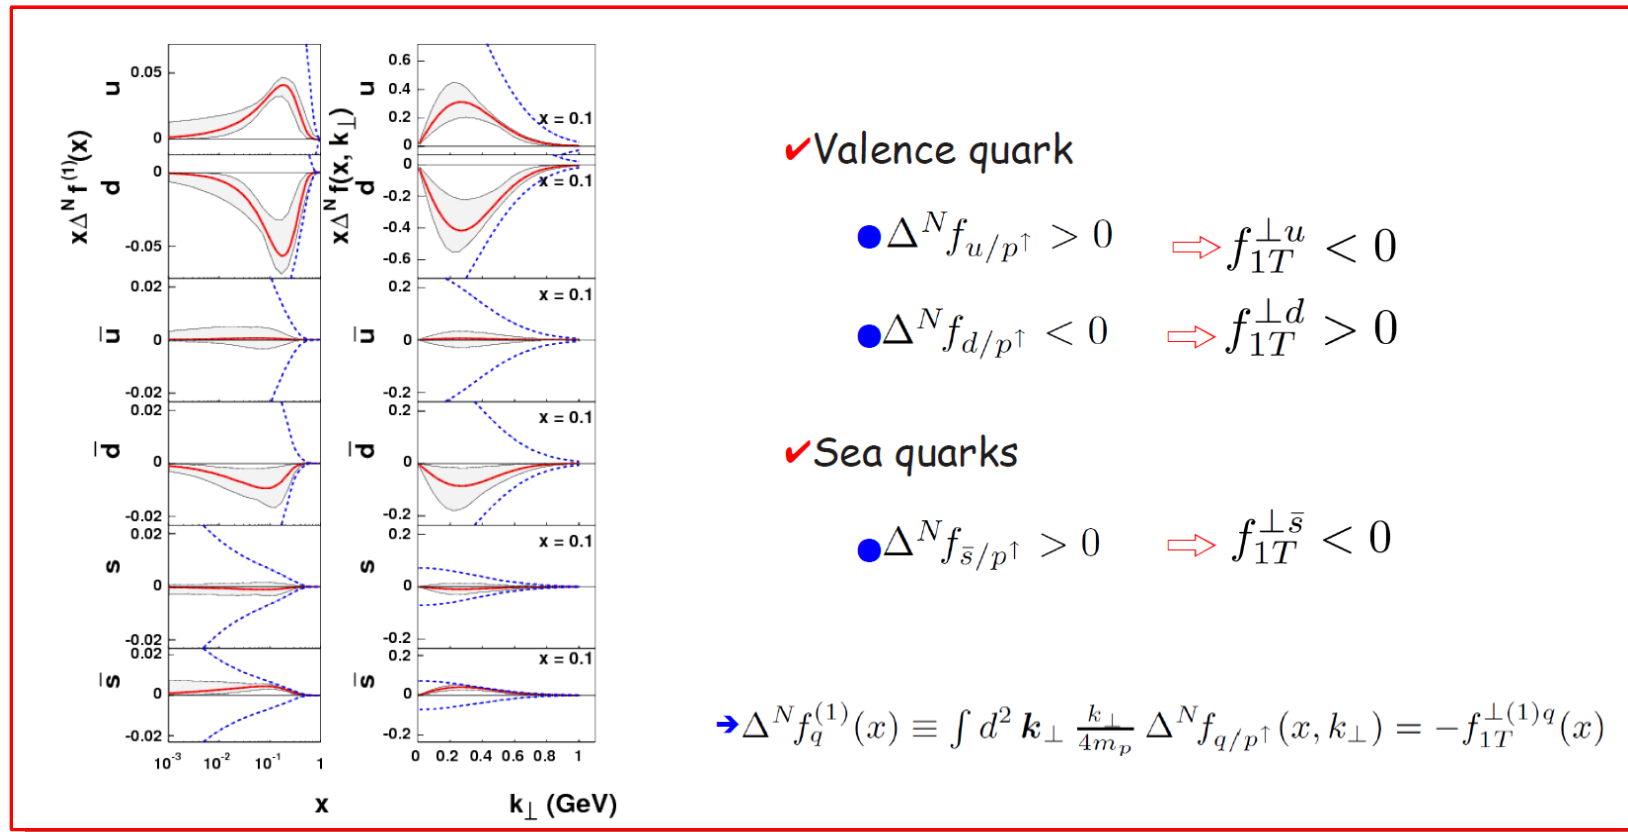 xΔᴺ f⁽¹⁾(x)
u
0.05
0
d
0
-0.05
ū
0.02
0
-0.02
d̄
0.02
0
-0.02
s
0.02
0
-0.02
s̄
0.02
0
-0.02
10⁻³ 10⁻² 10⁻¹ 1
x
xΔᴺ f(x, k⊥)
u
0.6
0.4
0.2
0
x = 0.1
d
0
-0.2
-0.4
-0.6
x = 0.1
ū
0.2
0
-0.2
x = 0.1
d̄
0.2
0
-0.2
x = 0.1
s
0.2
0
-0.2
x = 0.1
s̄
0.2
0
-0.2
x = 0.1
0 0.2 0.4 0.6 0.8 1
k⊥ (GeV)
✔Valence quark
●Δᴺf_{u/p↑} > 0 ⇨ f_{1T}^{⊥u} < 0
●Δᴺf_{d/p↑} < 0 ⇨ f_{1T}^{⊥d} > 0
✔Sea quarks
●Δᴺf_{s̄/p↑} > 0 ⇨ f_{1T}^{⊥s̄} < 0
➔Δᴺf_q^{(1)}(x) ≡ ∫ d² k⊥ k⊥/4m_p Δᴺf_{q/p↑}(x, k⊥) = −f_{1T}^{⊥(1)q}(x)